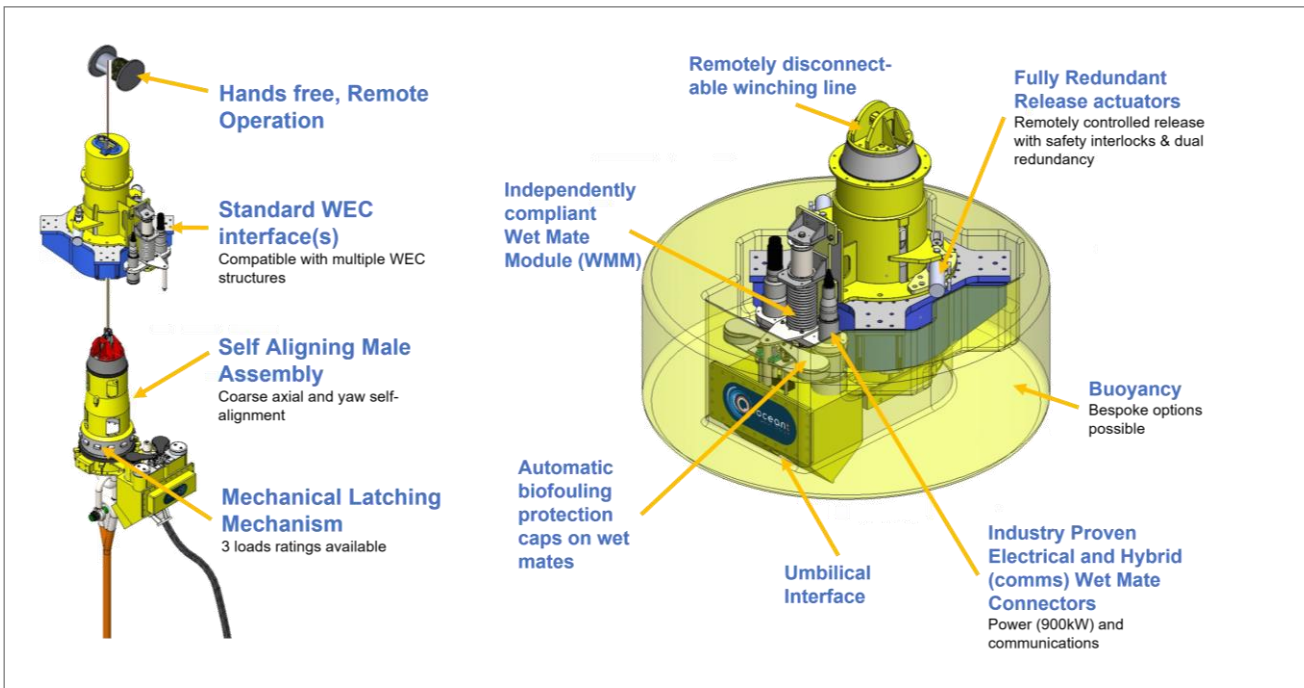 Hands free, Remote
Operation
Standard WEC
interface(s)
Compatible with multiple WEC
structures
Self Aligning Male
Assembly
Coarse axial and yaw self-
alignment
Mechanical Latching
Mechanism
3 loads ratings available
Remotely disconnect-
able winching line
Fully Redundant
Release actuators
Remotely controlled release
with safety interlocks & dual
redundancy
Independently
compliant
Wet Mate
Module (WMM)
Buoyancy
Bespoke options
possible
Automatic
biofouling
protection
caps on wet
mates
Umbilical
Interface
Industry Proven
Electrical and Hybrid
(comms) Wet Mate
Connectors
Power (900kW) and
communications